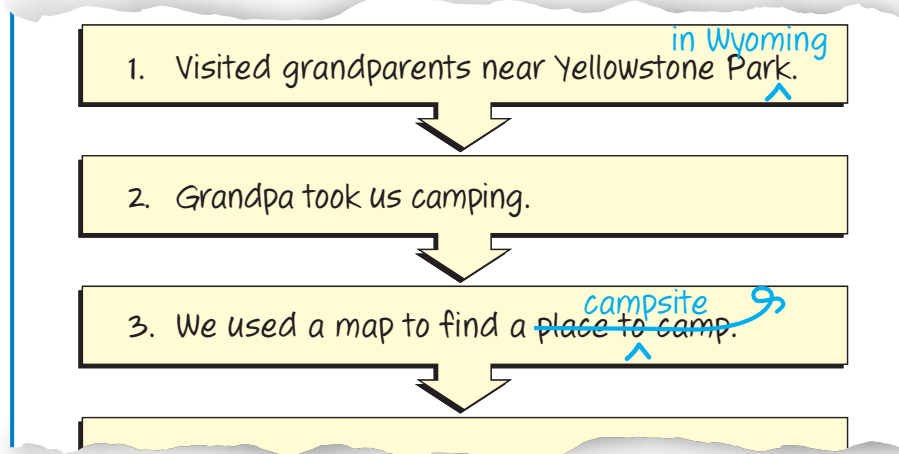 in Wyoming
1. Visited grandparents near Yellowstone Park.
2. Grandpa took us camping.
campsite
3. We used a map to find a place to camp.